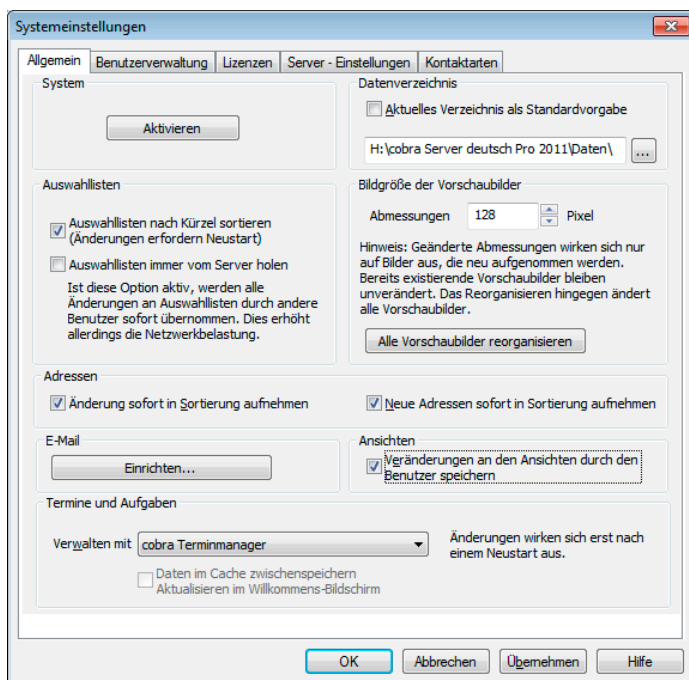 Systemeinstellungen
Allgemein
Benutzerverwaltung
Lizenzen
Server - Einstellungen
Kontaktarten
System
Aktivieren
Datenverzeichnis
Aktuelles Verzeichnis als Standardvorgabe
H:\cobra Server deutsch Pro 2011\Daten\
...
Auswahllisten
Auswahllisten nach Kürzel sortieren
(Änderungen erfordern Neustart)
Auswahllisten immer vom Server holen
Ist diese Option aktiv, werden alle
Änderungen an Auswahllisten durch andere
Benutzer sofort übernommen. Dies erhöht
allerdings die Netzwerkbelastung.
Bildgröße der Vorschaubilder
Abmessungen 128 Pixel
Hinweis: Geänderte Abmessungen wirken sich nur
auf Bilder aus, die neu aufgenommen werden.
Bereits existierende Vorschaubilder bleiben
unverändert. Das Reorganisieren hingegen ändert
alle Vorschaubilder.
Alle Vorschaubilder reorganisieren
Adressen
Änderung sofort in Sortierung aufnehmen
Neue Adressen sofort in Sortierung aufnehmen
E-Mail
Einrichten...
Ansichten
Veränderungen an den Ansichten durch den
Benutzer speichern
Termine und Aufgaben
Verwalten mit cobra Terminmanager
Änderungen wirken sich erst nach
einem Neustart aus.
Daten im Cache zwischenspeichern
Aktualisieren im Willkommens-Bildschirm
OK
Abbrechen
Übernehmen
Hilfe